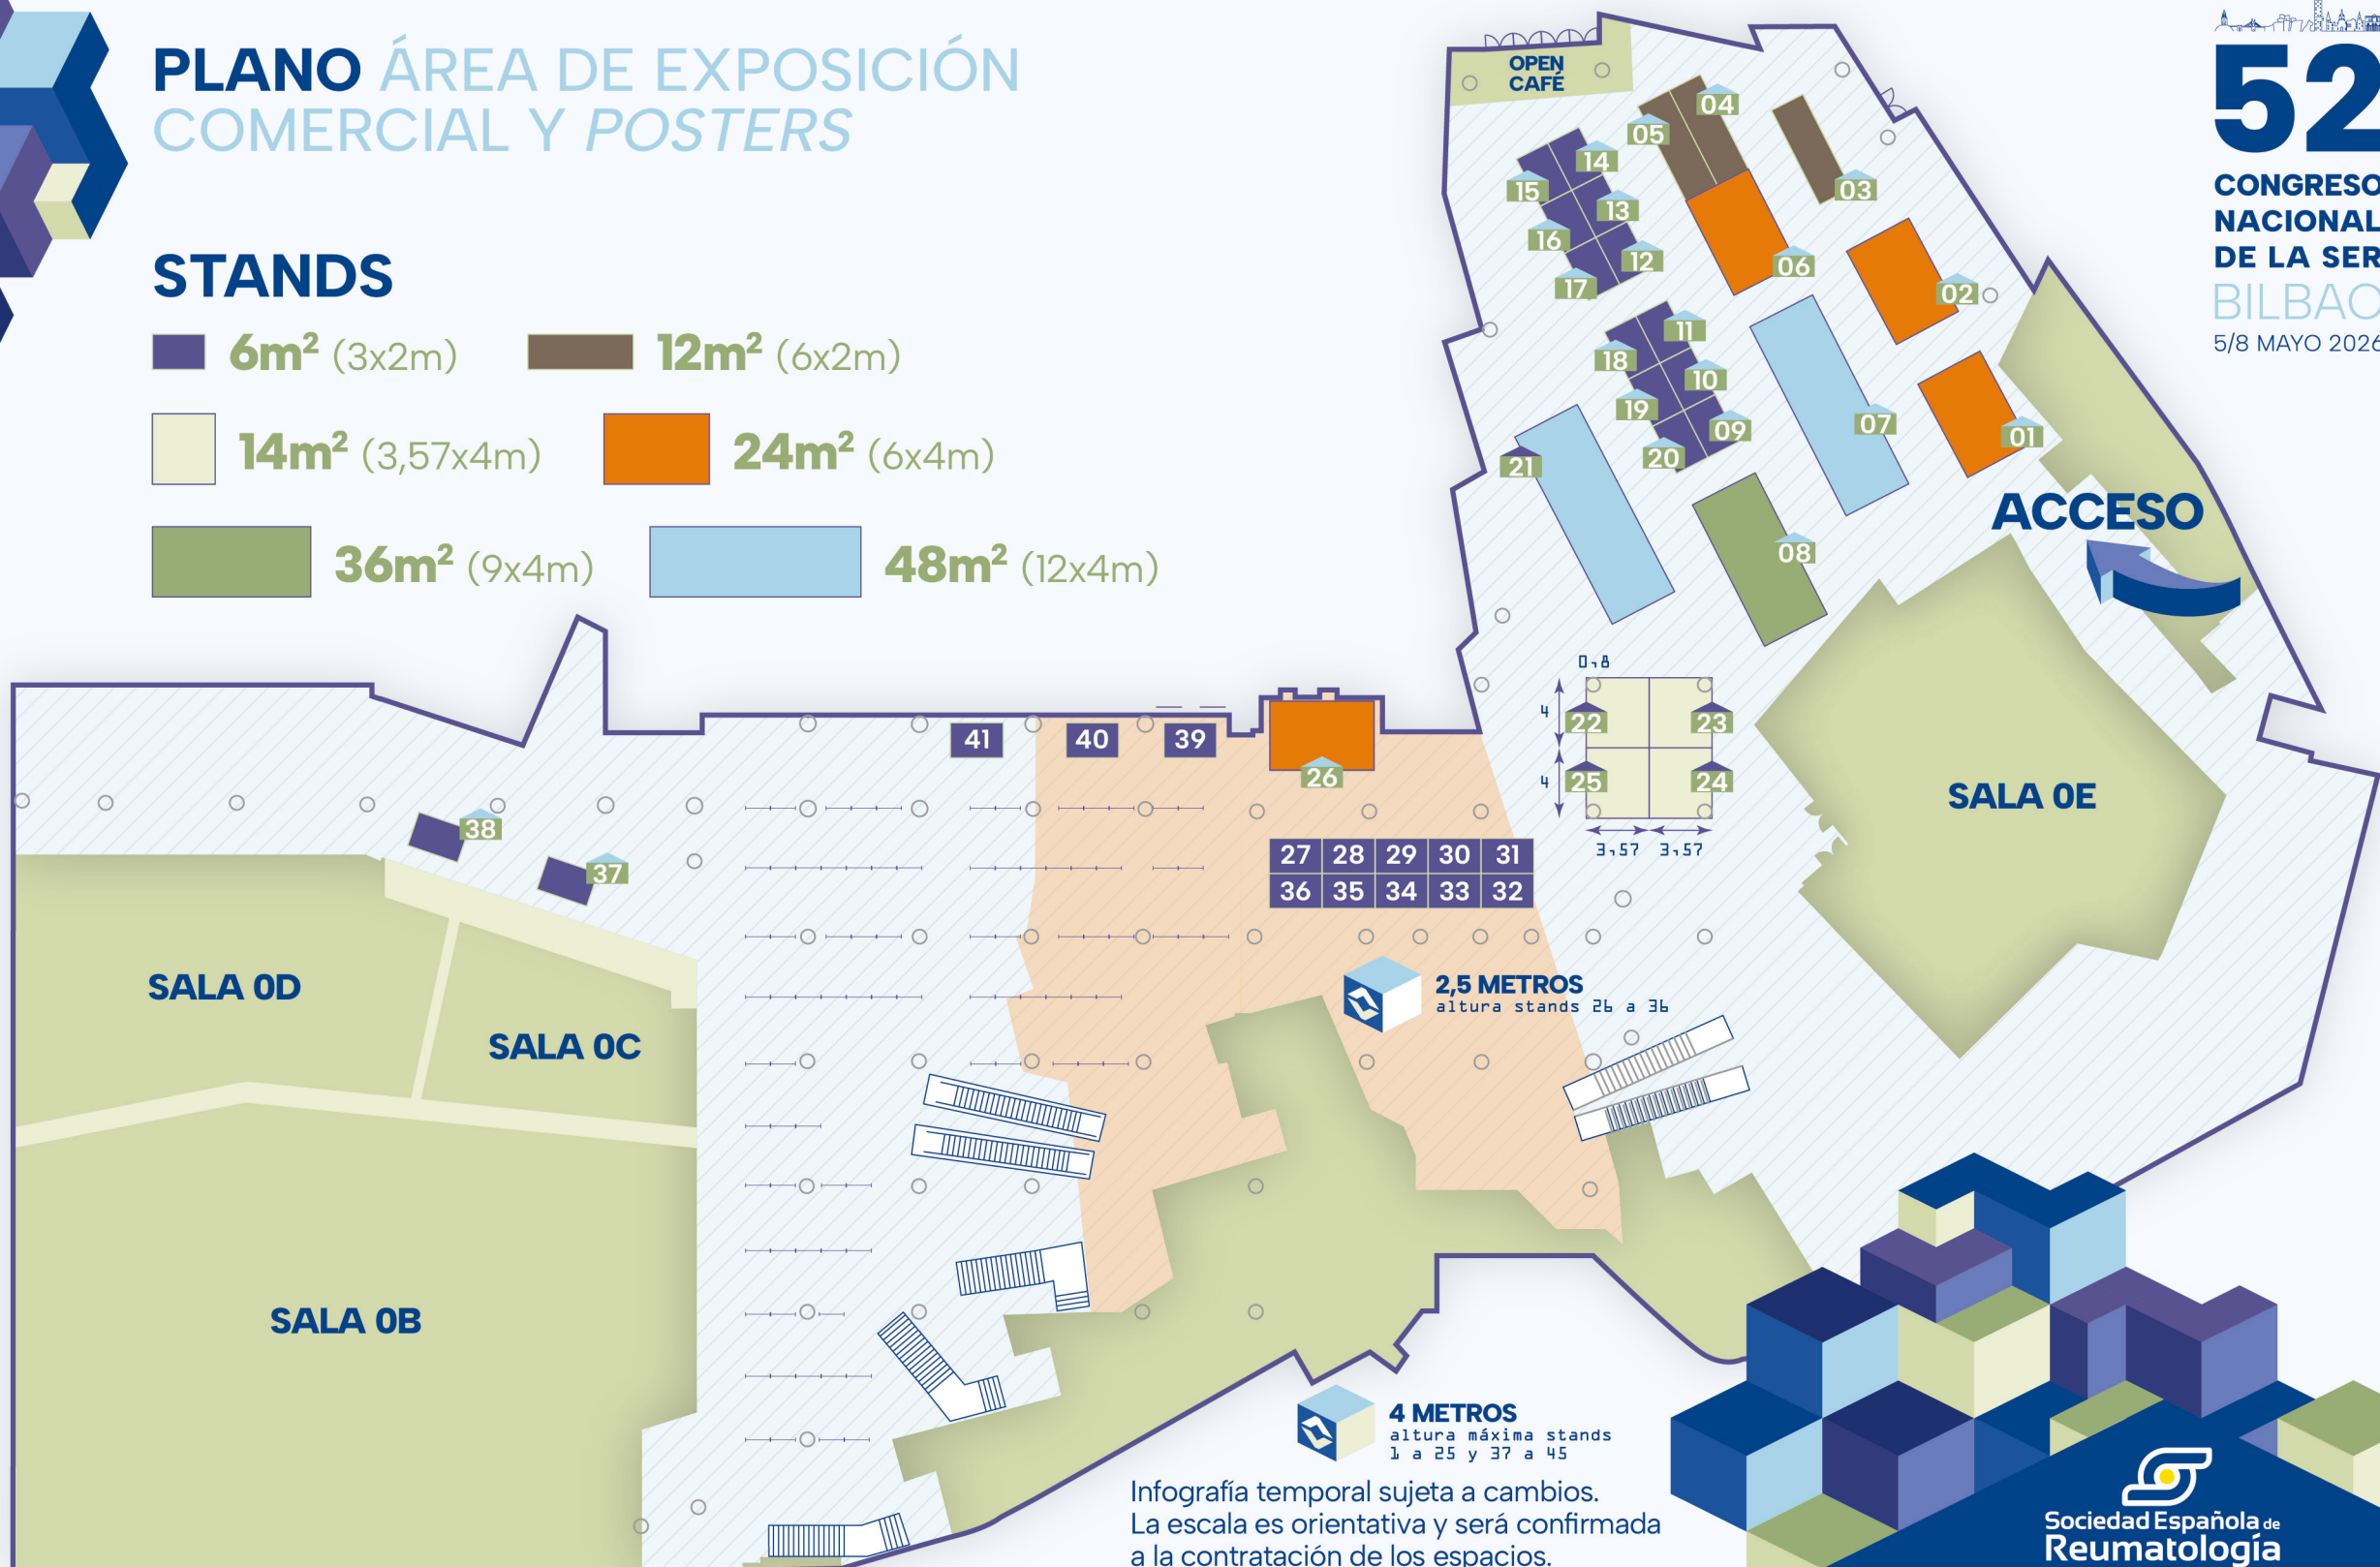 PLANO ÁREA DE EXPOSICIÓN
COMERCIAL Y POSTERS
STANDS
6m² (3x2m)
12m² (6x2m)
14m² (3,57x4m)
24m² (6x4m)
36m² (9x4m)
48m² (12x4m)
52
CONGRESO
NACIONAL
DE LA SER
BILBAO
5/8 MAYO 2026
OPEN
CAFÉ
04
05
03
14
15
13
16
12
17
06
02
11
18
10
19
09
20
07
01
21
08
ACCESO
0,8
4
22
23
4
25
24
3,57
3,57
SALA 0E
41
40
39
26
38
37
27 28 29 30 31
36 35 34 33 32
2,5 METROS
altura stands 26 a 36
SALA 0D
SALA 0C
SALA 0B
4 METROS
altura máxima stands
1 a 25 y 37 a 45
Infografía temporal sujeta a cambios.
La escala es orientativa y será confirmada
a la contratación de los espacios.
Sociedad Española de
Reumatología